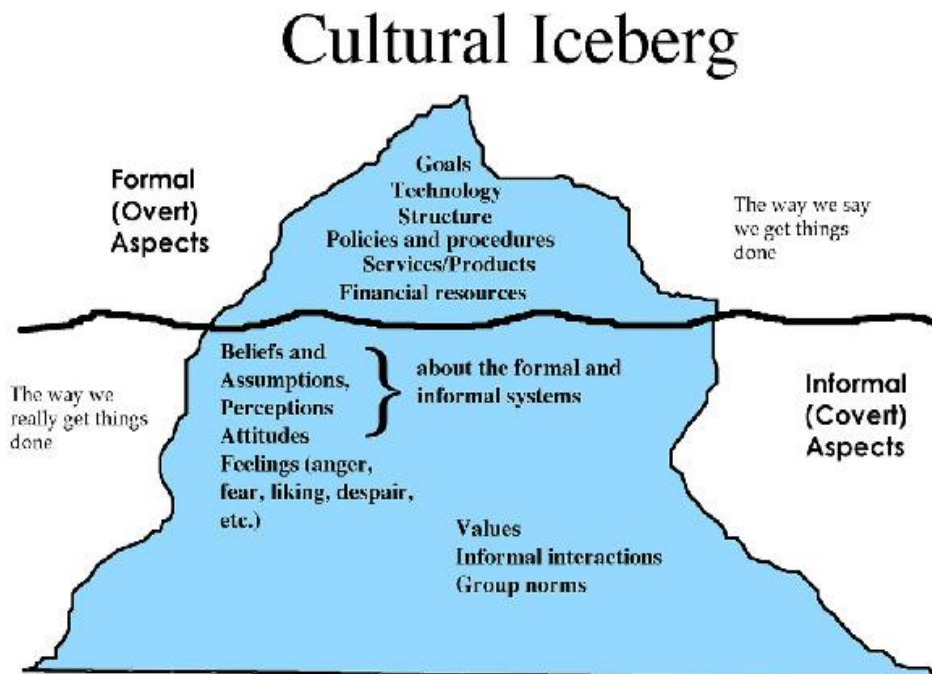 Cultural Iceberg
Formal
(Overt)
Aspects
Goals
Technology
Structure
Policies and procedures
Services/Products
Financial resources
The way we say
we get things
done
The way we
really get things
done
Beliefs and
Assumptions,
Perceptions
Attitudes
Feelings (anger,
fear, liking, despair,
etc.)
about the formal and
informal systems
Values
Informal interactions
Group norms
Informal
(Covert)
Aspects